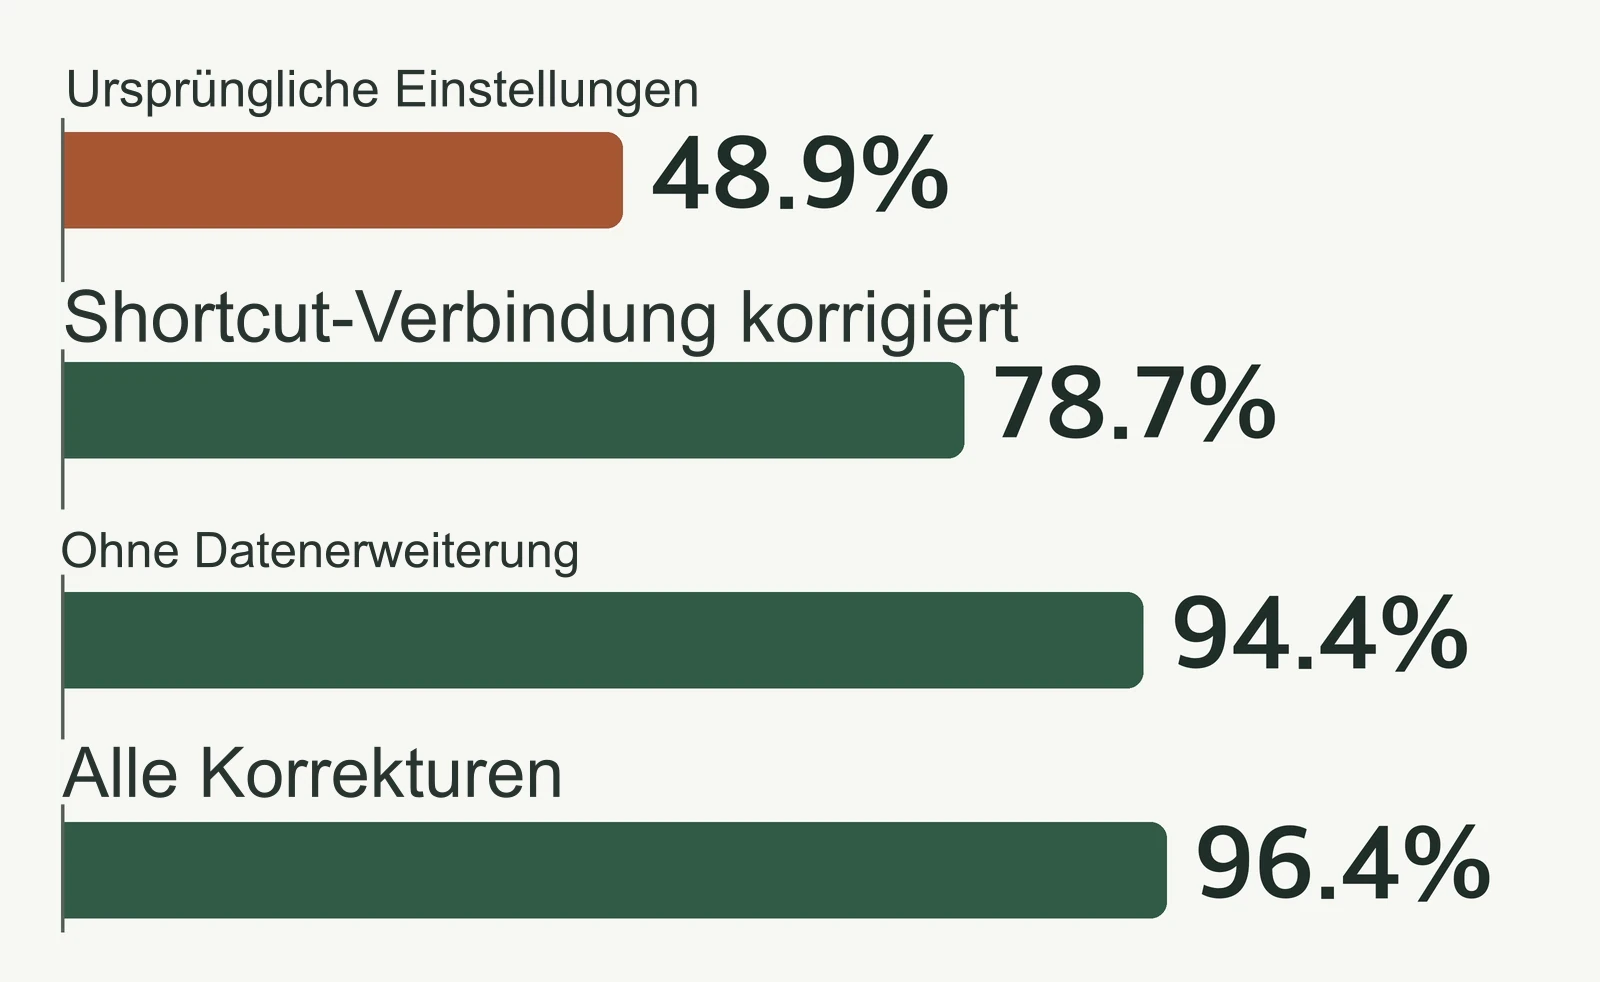 Ursprüngliche Einstellungen
48.9%
Shortcut-Verbindung korrigiert
78.7%
Ohne Datenerweiterung
94.4%
Alle Korrekturen
96.4%